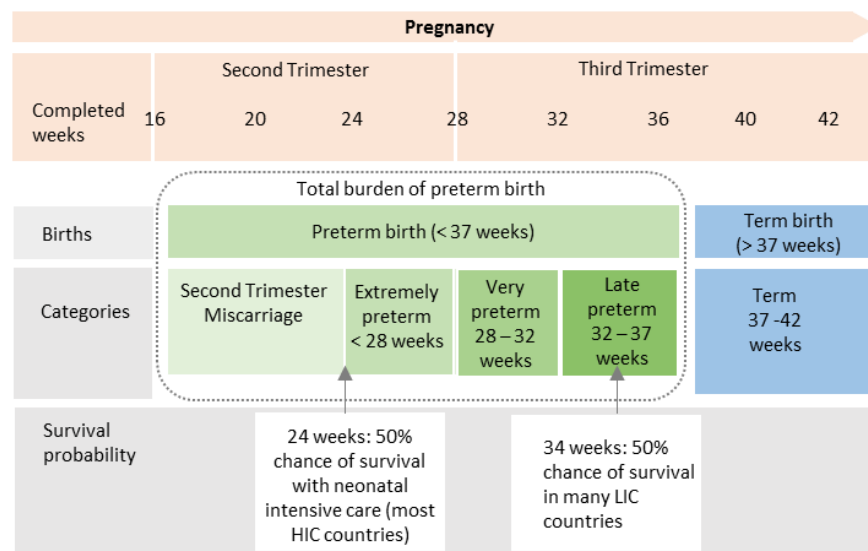 Pregnancy
Second Trimester
Third Trimester
Completed
weeks
16 20 24 28 32 36 40 42
Total burden of preterm birth
Births
Preterm birth (< 37 weeks)
Term birth
(> 37 weeks)
Categories
Second Trimester
Miscarriage
Extremely
preterm
< 28 weeks
Very
preterm
28 – 32
weeks
Late
preterm
32 – 37
weeks
Term
37 -42
weeks
Survival
probability
24 weeks: 50%
chance of survival
with neonatal
intensive care (most
HIC countries)
34 weeks: 50%
chance of survival
in many LIC
countries